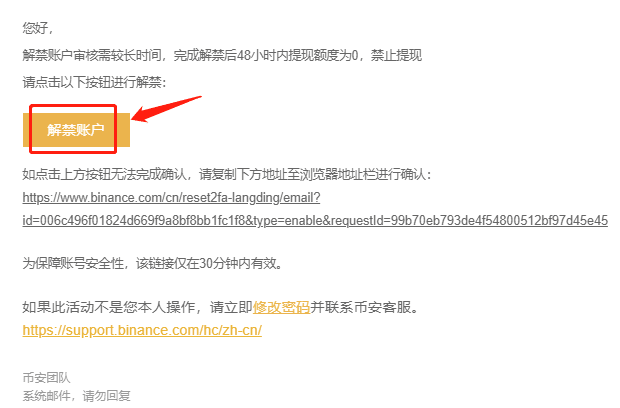 您好，
解禁账户审核需较长时间，完成解禁后48小时内提现额度为0，禁止提现
请点击以下按钮进行解禁：
解禁账户
如点击上方按钮无法完成确认，请复制下方地址至浏览器地址栏进行确认：
https://www.binance.com/cn/reset2fa-langding/email?
id=006c496f01824d669f9a8bf8bb1fc1f8&type=enable&requestId=99b70eb793de4f54800512bf97d45e45
为保障账号安全性，该链接仅在30分钟内有效。
如果此活动不是您本人操作，请立即修改密码并联系币安客服。
https://support.binance.com/hc/zh-cn/
币安团队
系统邮件，请勿回复